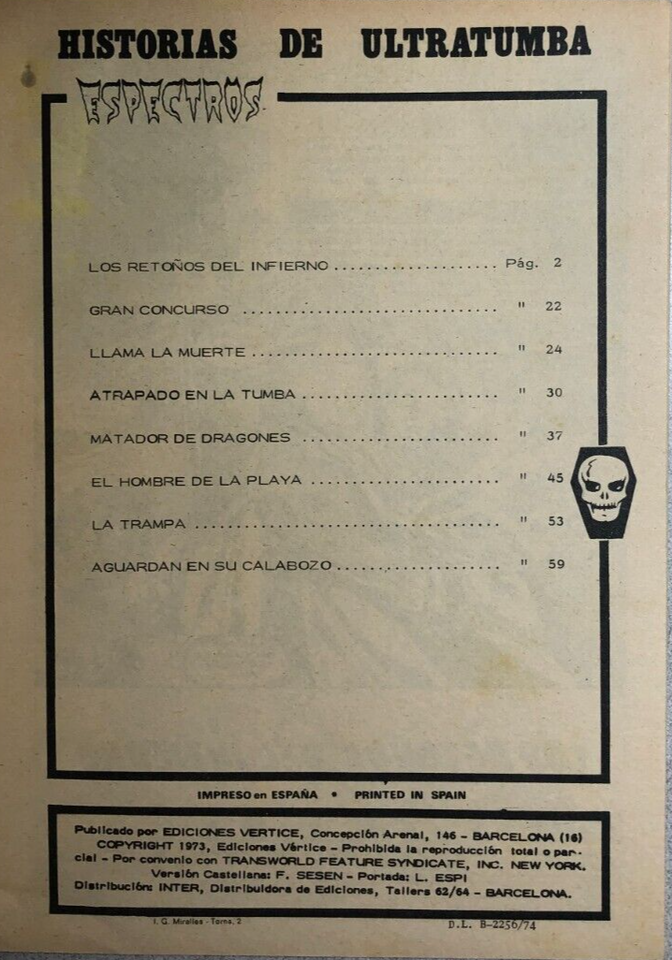 HISTORIAS DE ULTRATUMBA
ESPECTROS
LOS RETOÑOS DEL INFIERNO .................... Pág. 2
GRAN CONCURSO .............................. " 22
LLAMA LA MUERTE ............................. " 24
ATRAPADO EN LA TUMBA ....................... " 30
MATADOR DE DRAGONES ....................... " 37
EL HOMBRE DE LA PLAYA ...................... " 45
LA TRAMPA .................................... " 53
AGUARDAN EN SU CALABOZO ................... " 59
IMPRESO en ESPAÑA • PRINTED IN SPAIN
Publicado por EDICIONES VERTICE, Concepción Arenal, 146 - BARCELONA (16)
COPYRIGHT 1973, Ediciones Vértice - Prohibida la reproducción total o par-
cial - Por convenio con TRANSWORLD FEATURE SYNDICATE, INC. NEW YORK.
Versión Castellana: F. SESEN - Portada: L. ESPI
Distribución: INTER, Distribuidora de Ediciones, Tallers 62/64 - BARCELONA.
I. G. Miralles - Torns, 2
D.L. B-2256/74